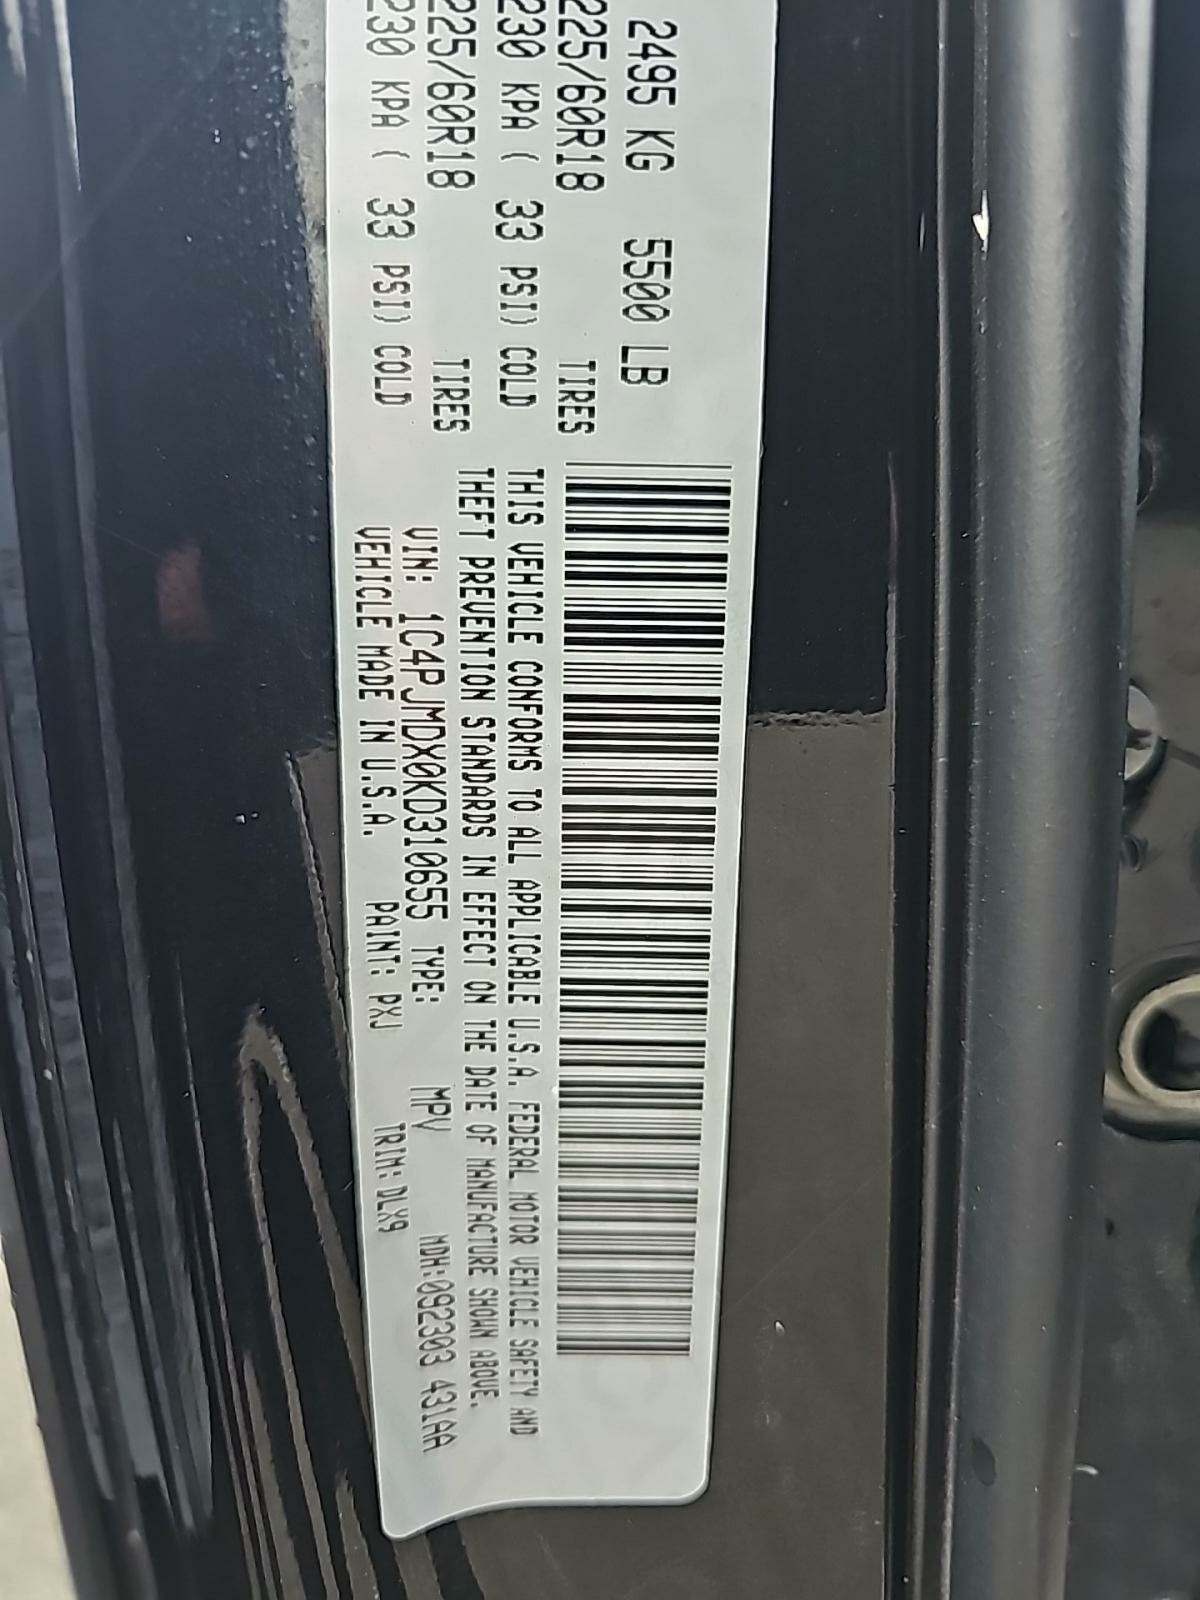 2495 KG 5500 LB
225/60R18 TIRES
230 KPA ( 33 PSI) COLD
225/60R18 TIRES
230 KPA ( 33 PSI) COLD
THIS VEHICLE CONFORMS TO ALL APPLICABLE U.S.A. FEDERAL MOTOR VEHICLE SAFETY AND
THEFT PREVENTION STANDARDS IN EFFECT ON THE DATE OF MANUFACTURE SHOWN ABOVE.
VIN: 1C4PJMDX0KD310655 TYPE: MPV MDH:092303 431AA
VEHICLE MADE IN U.S.A. PAINT: PXJ TRIM: DLX9